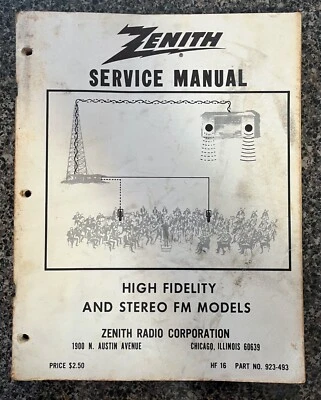 ZENITH
®
SERVICE MANUAL
HIGH FIDELITY
AND STEREO FM MODELS
ZENITH RADIO CORPORATION
1900 N. AUSTIN AVENUE CHICAGO, ILLINOIS 60639
PRICE $2.50 HF 16 PART NO. 923-493